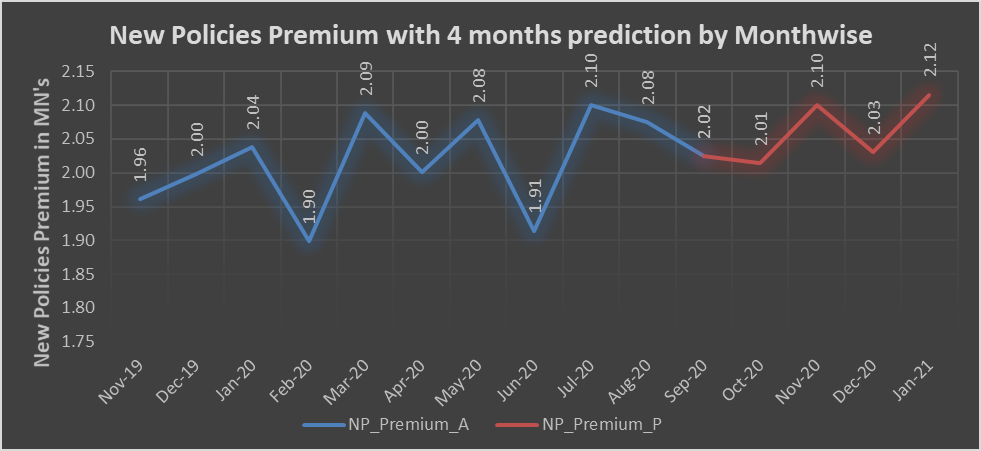 New Policies Premium with 4 months prediction by Monthwise
New Policies Premium in MN's
2.15
2.10
2.05
2.00
1.95
1.90
1.85
1.80
1.75
1.96
2.00
2.04
1.90
2.09
2.00
2.08
1.91
2.10
2.08
2.02
2.01
2.10
2.03
2.12
Nov-19
Dec-19
Jan-20
Feb-20
Mar-20
Apr-20
May-20
Jun-20
Jul-20
Aug-20
Sep-20
Oct-20
Nov-20
Dec-20
Jan-21
NP_Premium_A
NP_Premium_P